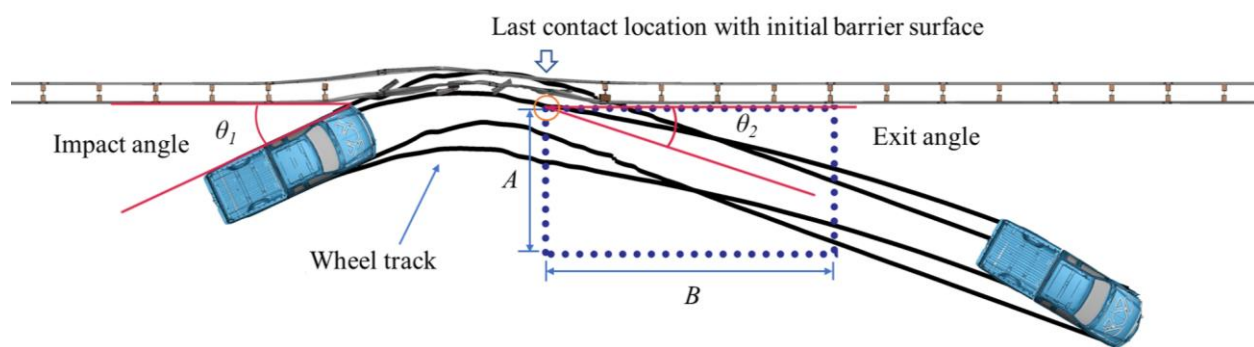 Last contact location with initial barrier surface
Impact angle
θ1
θ2
Exit angle
A
Wheel track
B